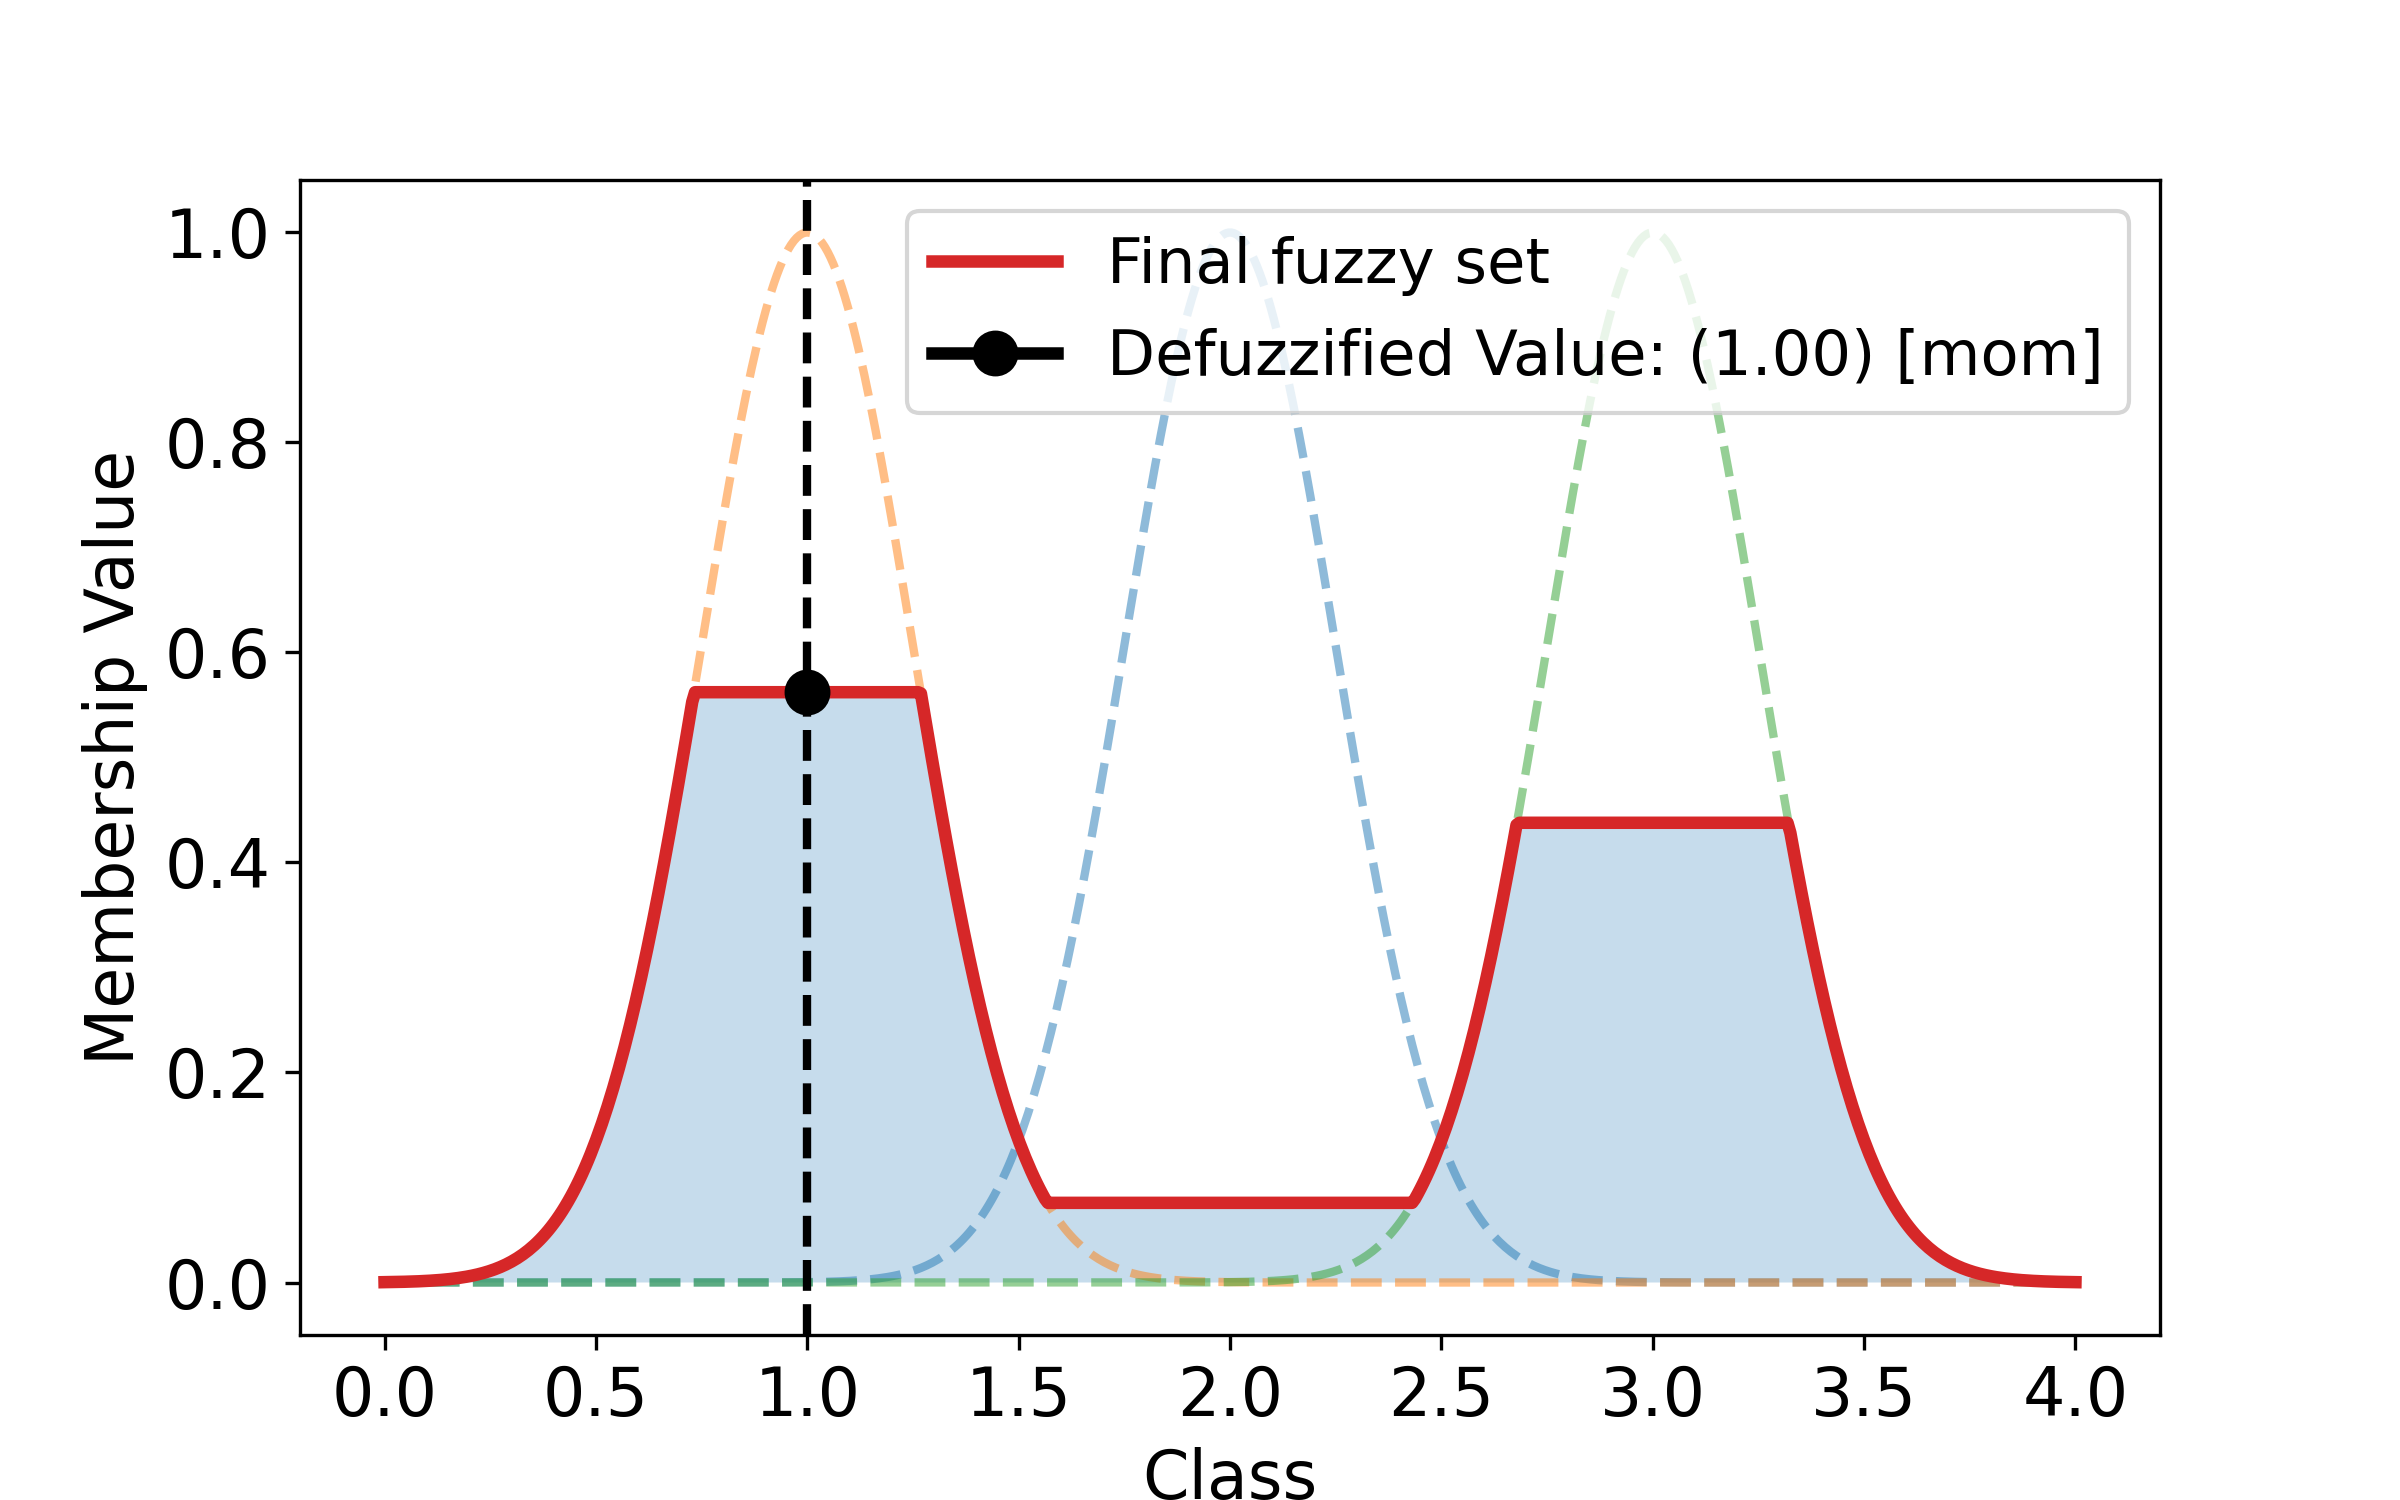 Final fuzzy set
Defuzzified Value: (1.00) [mom]
Membership Value
1.0
0.8
0.6
0.4
0.2
0.0
0.0 0.5 1.0 1.5 2.0 2.5 3.0 3.5 4.0
Class